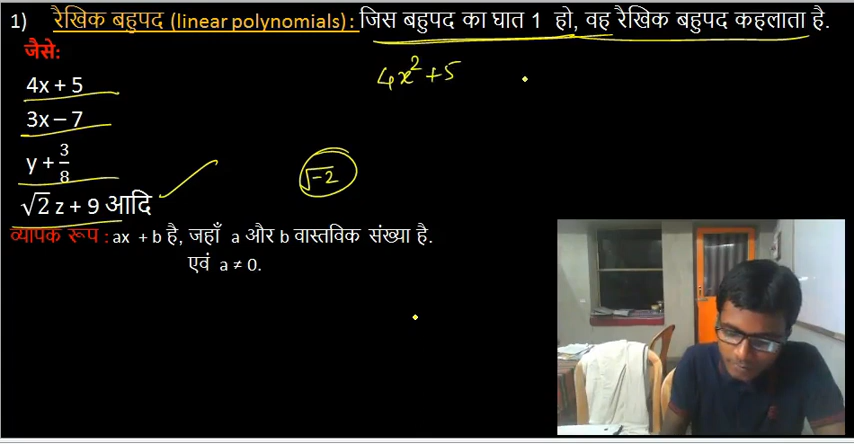 1) रैखिक बहुपद (linear polynomials) : जिस बहुपद का घात 1 हो, वह रैखिक बहुपद कहलाता है.
जैसे:
4x² + 5
4x + 5
3x – 7
y + 3/8
√-2
√2 z + 9 आदि
व्यापक रूप : ax + b है, जहाँ a और b वास्तविक संख्या है.
एवं a ≠ 0.